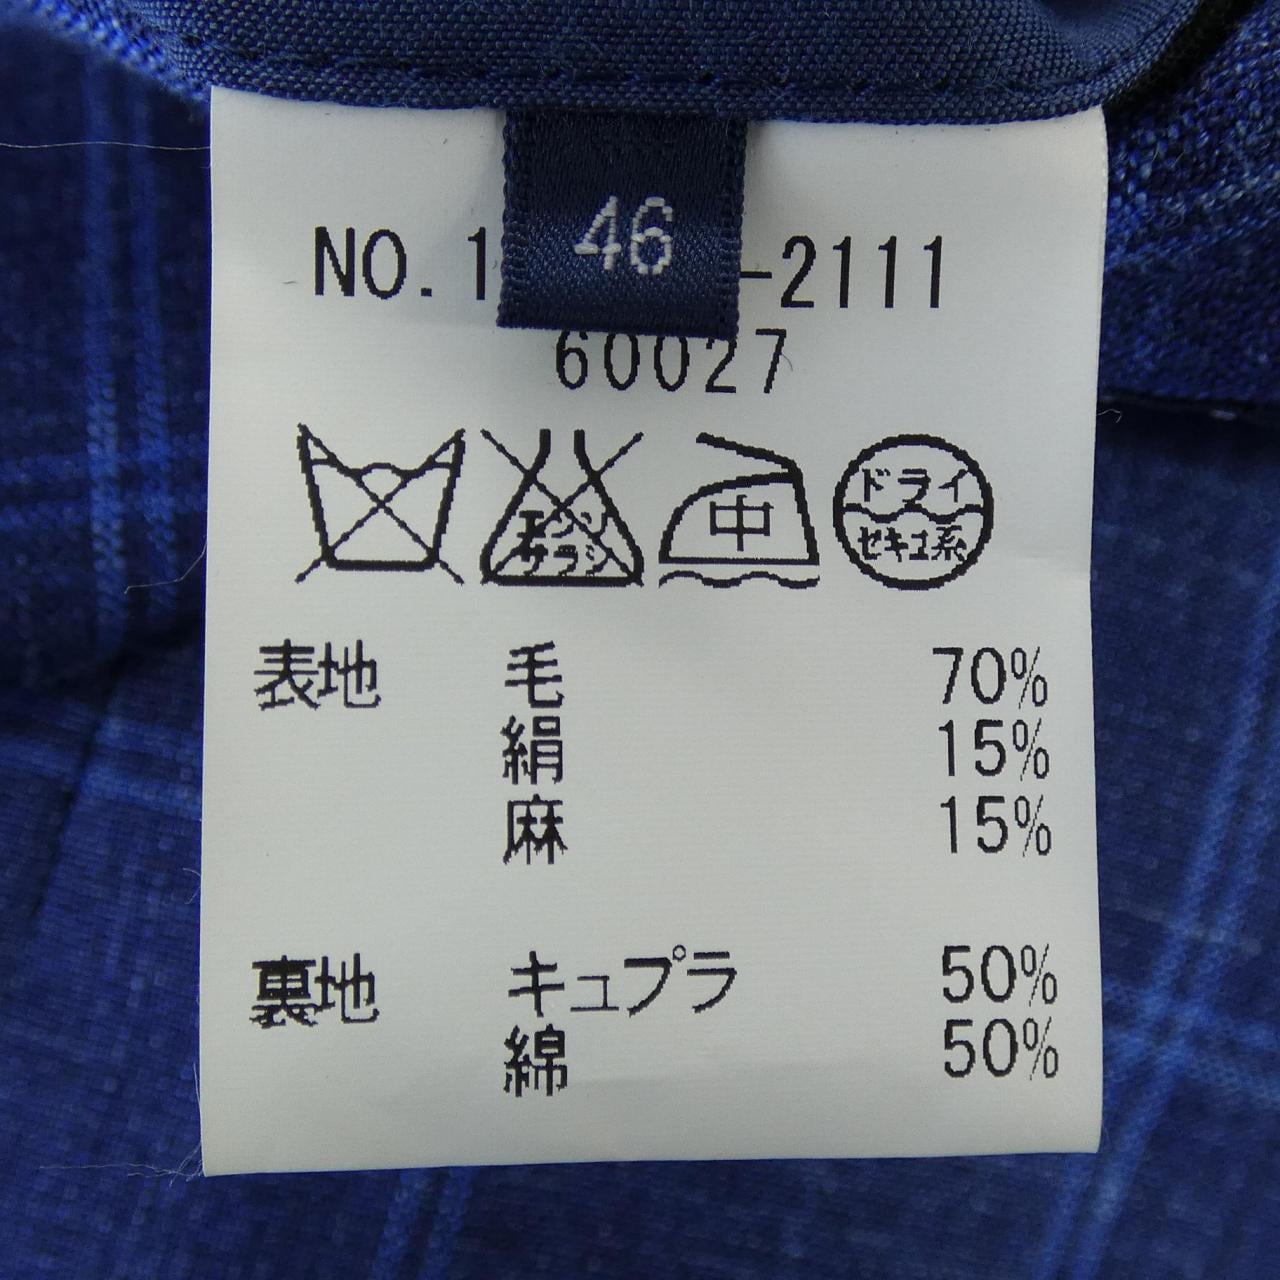 46
NO.1 -2111
60027
エンソ
サラシ
中
ドライ
セキユ系
表地 毛 70%
絹 15%
麻 15%
裏地 キュプラ 50%
綿 50%